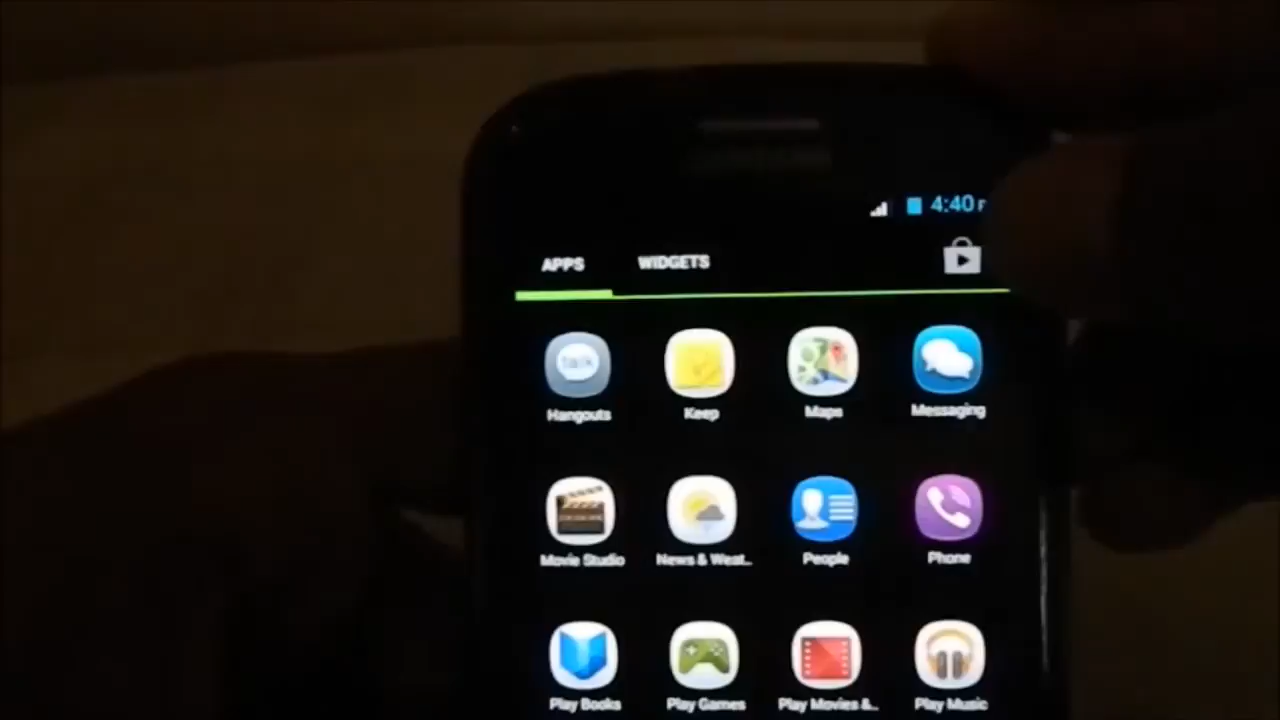 4:40 P
APPS WIDGETS
talk
Hangouts Keep Maps Messaging
Movie Studio News & Weat.. People Phone
Play Books Play Games Play Movies &.. Play Music